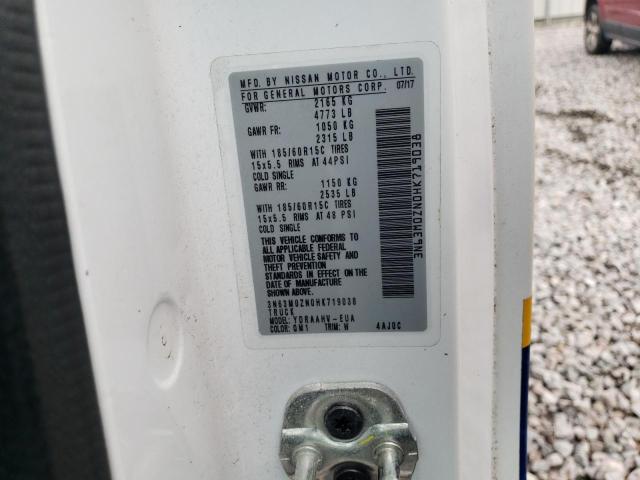 MFD. BY NISSAN MOTOR CO., LTD.
FOR GENERAL MOTORS CORP. 07/17
GVWR: 2165 KG
4773 LB
GAWR FR: 1050 KG
2315 LB
WITH 185/60R15C TIRES
15x5.5 RIMS AT 44PSI
COLD SINGLE
GAWR RR: 1150 KG
2535 LB
WITH 185/60R15C TIRES
15x5.5 RIMS AT 48 PSI
COLD SINGLE
THIS VEHICLE CONFORMS TO
ALL APPLICABLE FEDERAL
MOTOR VEHICLE SAFETY AND
THEFT PREVENTION
STANDARDS IN EFFECT ON THE
DATE OF MANUFACTURE SHOWN
ABOVE.
3N63M0ZN0HK719038
TRUCK
MODEL: YDRAAHV-EUA
COLOR: QM1 TRIM: W 4AJ0C
3N63M0ZN0HK719038